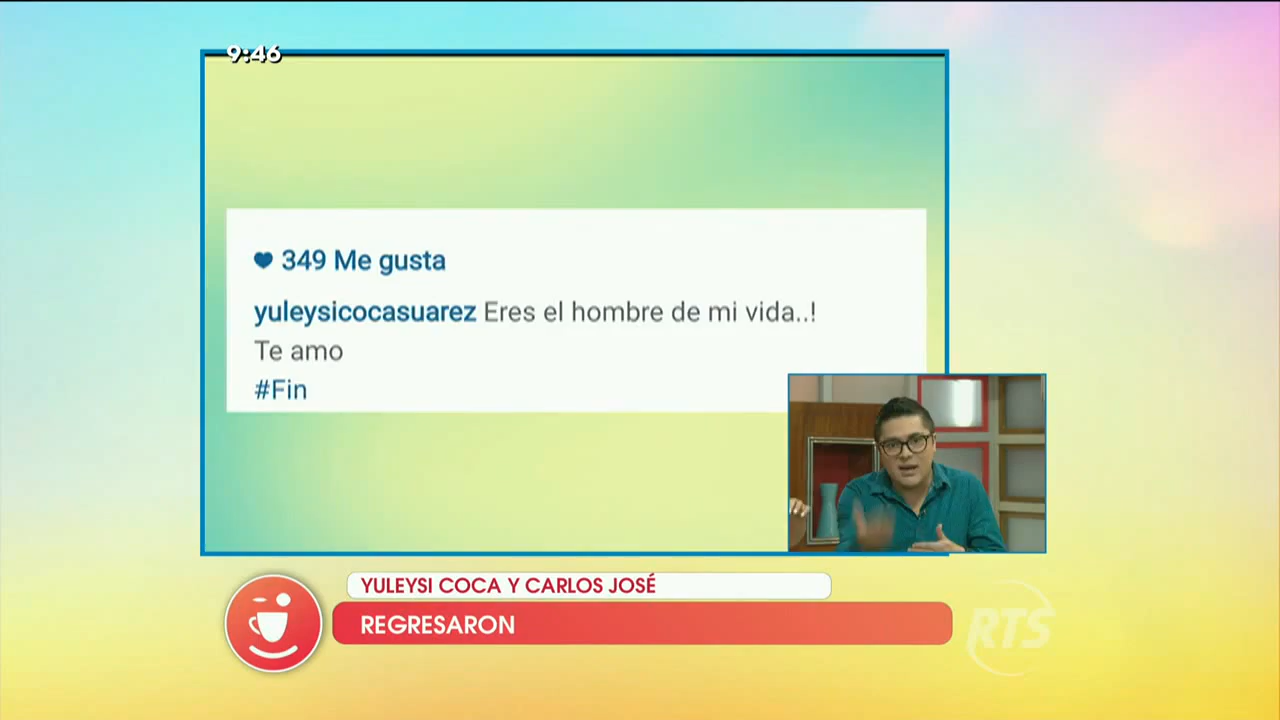 9:46
349 Me gusta
yuleysicocasuarez Eres el hombre de mi vida..!
Te amo
#Fin
YULEYSI COCA Y CARLOS JOSÉ
REGRESARON
RTS